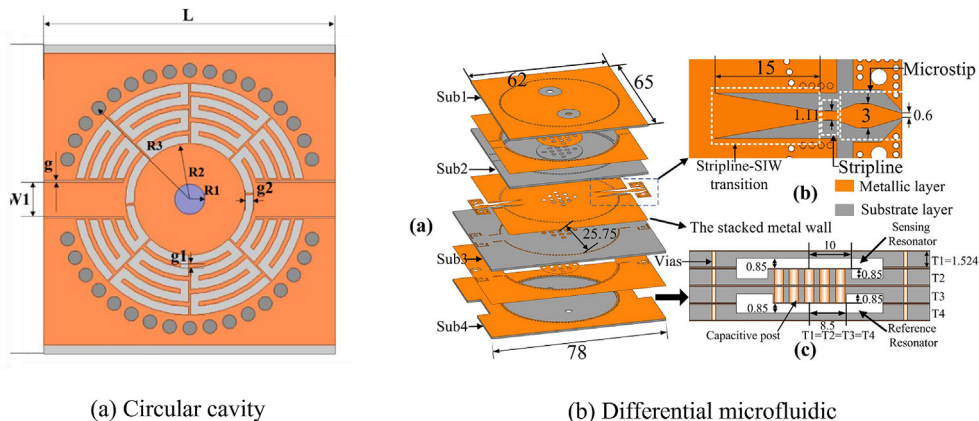 L
R3
R2
R1
g
g2
W1
g1
(a) Circular cavity
62
65
Sub1
Sub2
Sub3
Sub4
(a)
25.75
78
15
Microstip
1.11
3
0.6
Stripline-SIW
transition
Stripline
(b)
Metallic layer
Substrate layer
The stacked metal wall
Sensing
Resonator
10
Vias
0.85
0.85
T1=1.524
T2
T3
T4
0.85
0.85
8.5
Capacitive post
T1=T2=T3=T4
Reference
Resonator
(c)
(b) Differential microfluidic